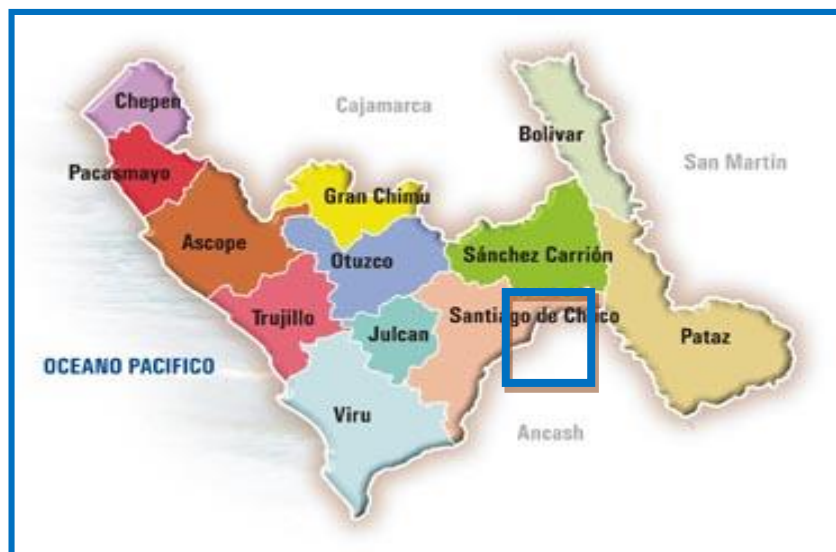 Cajamarca
Chepen
Bolivar
San Martin
Pacasmayo
Gran Chimu
Ascope
Otuzco
Sánchez Carrión
Trujillo
Julcan
Santiago de Chuco
Pataz
OCEANO PACIFICO
Viru
Ancash